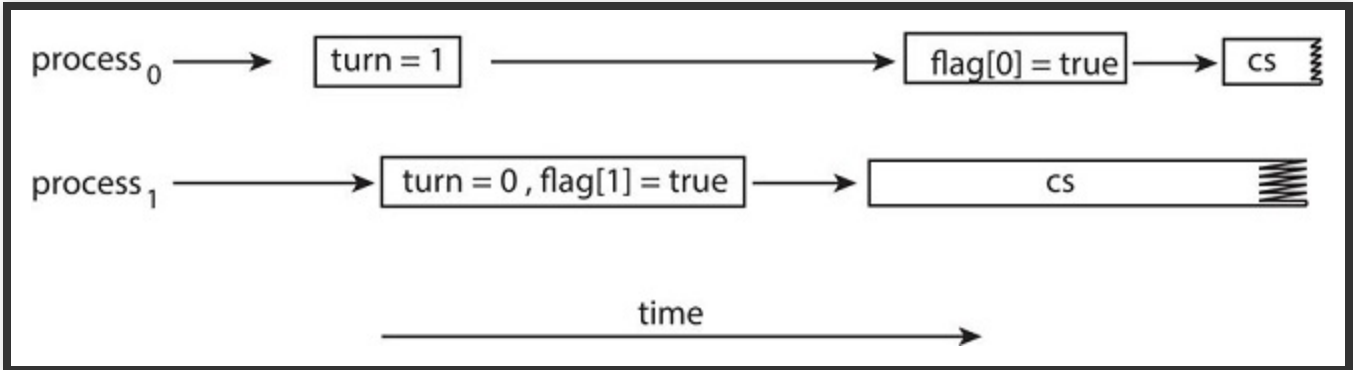 process0 turn = 1 flag[0] = true cs
process1 turn = 0 , flag[1] = true cs
time